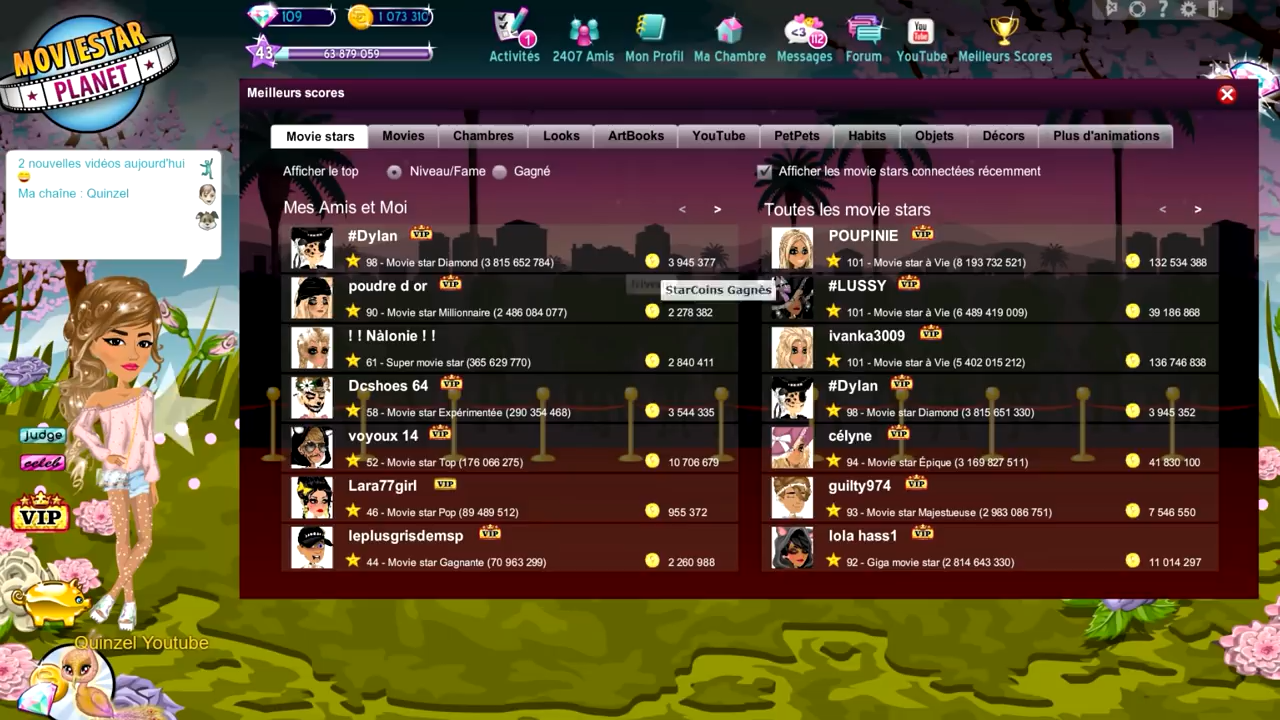 109
1 073 310
43
63 879 059
MOVIESTAR
PLANET
1
<3
112
You
Tube
Activités
2407 Amis
Mon Profil
Ma Chambre
Messages
Forum
YouTube
Meilleurs Scores
?
Meilleurs scores
Movie stars
Movies
Chambres
Looks
ArtBooks
YouTube
PetPets
Habits
Objets
Décors
Plus d'animations
2 nouvelles vidéos aujourd'hui
Ma chaîne : Quinzel
Afficher le top
Niveau/Fame
Gagné
Afficher les movie stars connectées récemment
Mes Amis et Moi
< >
#Dylan VIP
98 - Movie star Diamond (3 815 652 784) 3 945 377
poudre d or VIP
90 - Movie star Millionnaire (2 486 084 077) 2 278 382
StarCoins Gagnès
! ! Nàlonie ! !
61 - Super movie star (365 629 770) 2 840 411
Dcshoes 64 VIP
58 - Movie star Expérimentée (290 354 468) 3 544 335
voyoux 14 VIP
52 - Movie star Top (176 066 275) 10 706 679
Lara77girl VIP
46 - Movie star Pop (89 489 512) 955 372
leplusgrisdemsp VIP
44 - Movie star Gagnante (70 963 299) 2 260 988
Toutes les movie stars
< >
POUPINIE VIP
101 - Movie star à Vie (8 193 732 521) 132 534 388
#LUSSY VIP
101 - Movie star à Vie (6 489 419 009) 39 186 868
ivanka3009 VIP
101 - Movie star à Vie (5 402 015 212) 136 746 838
#Dylan VIP
98 - Movie star Diamond (3 815 651 330) 3 945 352
célyne VIP
94 - Movie star Épique (3 169 827 511) 41 830 100
guilty974 VIP
93 - Movie star Majestueuse (2 983 086 751) 7 546 550
lola hass1 VIP
92 - Giga movie star (2 814 643 330) 11 014 297
judge
celeb
VIP
Quinzel Youtube